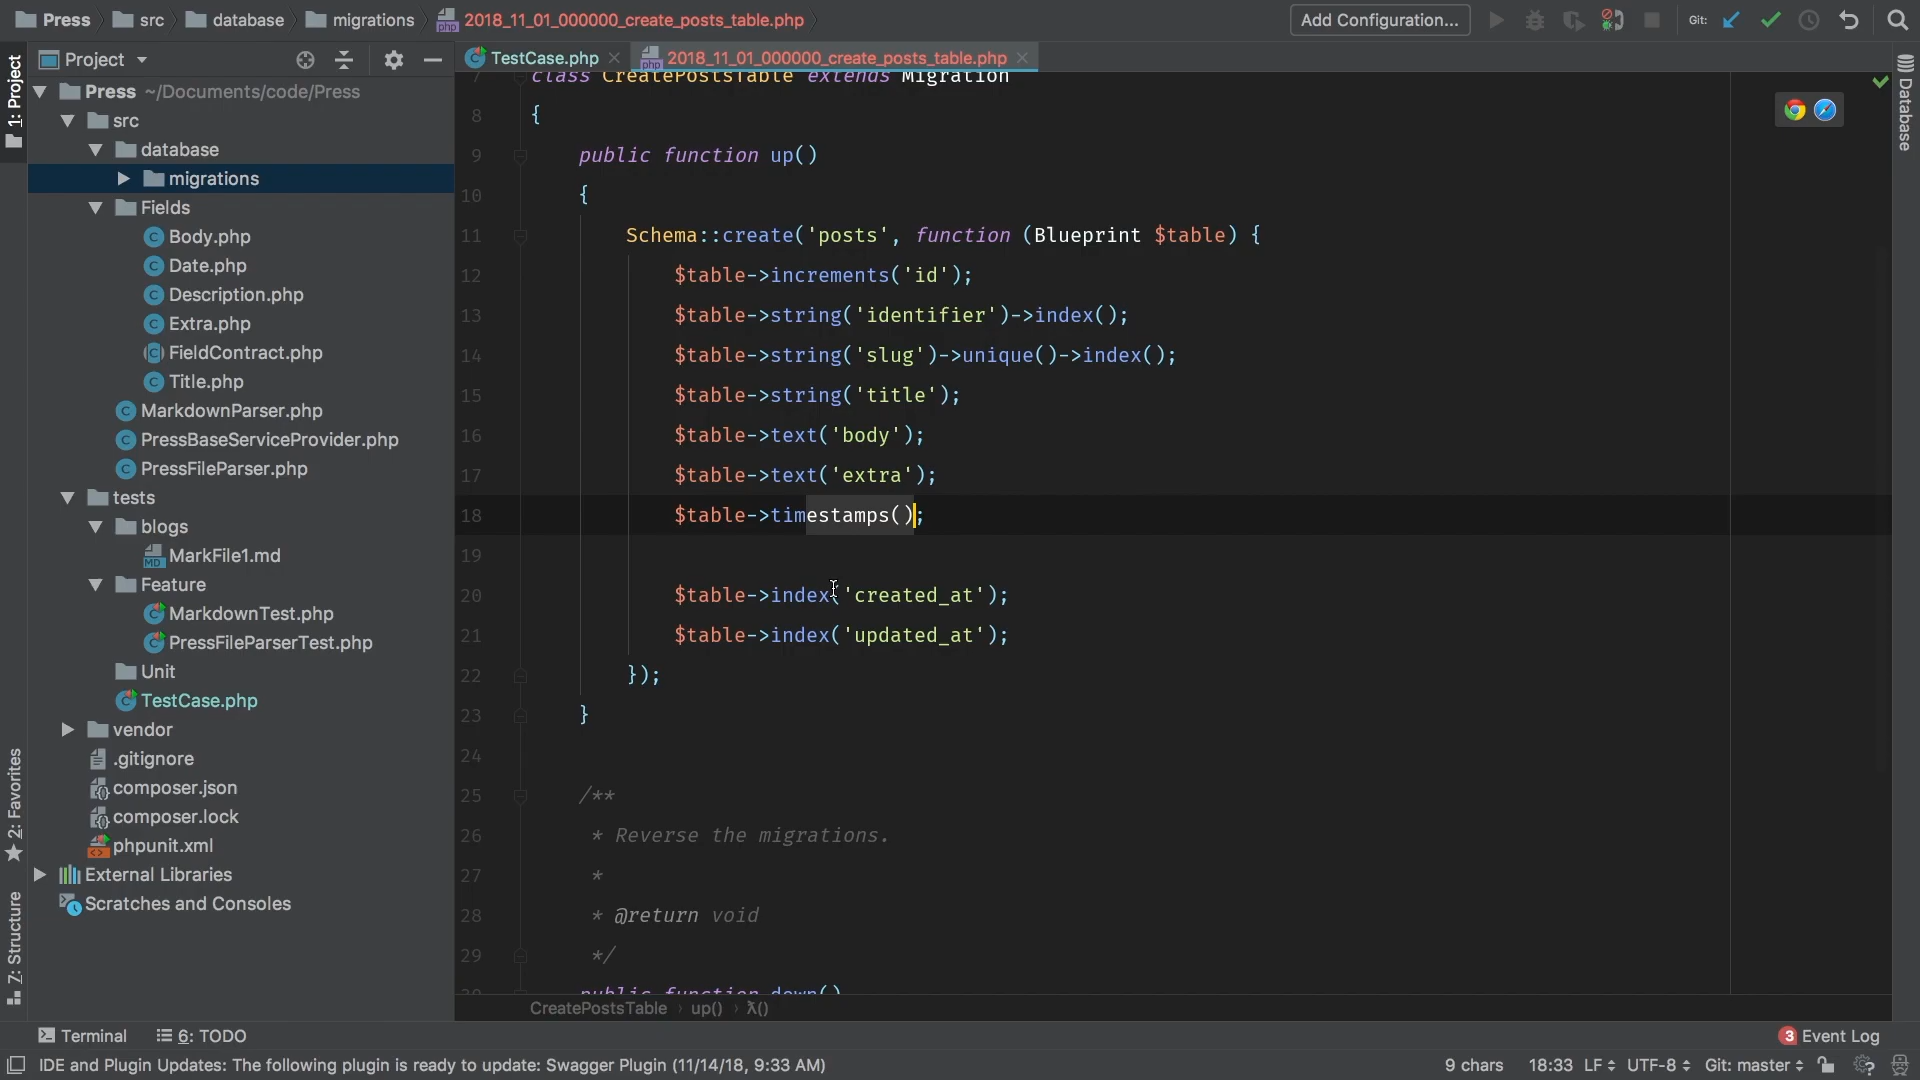 Press src database migrations 2018_11_01_000000_create_posts_table.php Add Configuration... Git:
1: Project
2: Favorites
Z: Structure
Project
Press ~/Documents/code/Press
src
database
migrations
Fields
Body.php
Date.php
Description.php
Extra.php
FieldContract.php
Title.php
MarkdownParser.php
PressBaseServiceProvider.php
PressFileParser.php
tests
blogs
MarkFile1.md
Feature
MarkdownTest.php
PressFileParserTest.php
Unit
TestCase.php
vendor
.gitignore
composer.json
composer.lock
phpunit.xml
External Libraries
Scratches and Consoles
TestCase.php 2018_11_01_000000_create_posts_table.php
7 class CreatePostsTable extends Migration
8 {
9 public function up()
10 {
11 Schema::create('posts', function (Blueprint $table) {
12 $table->increments('id');
13 $table->string('identifier')->index();
14 $table->string('slug')->unique()->index();
15 $table->string('title');
16 $table->text('body');
17 $table->text('extra');
18 $table->timestamps();
19
20 $table->index('created_at');
21 $table->index('updated_at');
22 });
23 }
24
25 /**
26 * Reverse the migrations.
27 *
28 * @return void
29 */
30 public function down()
CreatePostsTable › up() › λ()
Database
Terminal 6: TODO 3 Event Log
IDE and Plugin Updates: The following plugin is ready to update: Swagger Plugin (11/14/18, 9:33 AM) 9 chars 18:33 LF UTF-8 Git: master